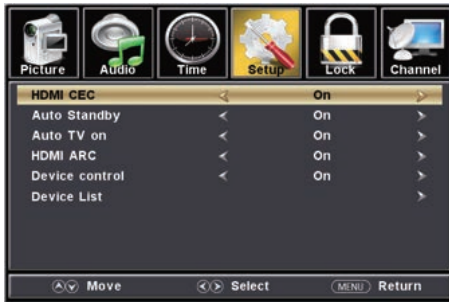 Picture Audio Time Setup Lock Channel
HDMI CEC On
Auto Standby On
Auto TV on On
HDMI ARC On
Device control On
Device List
Move Select MENU Return